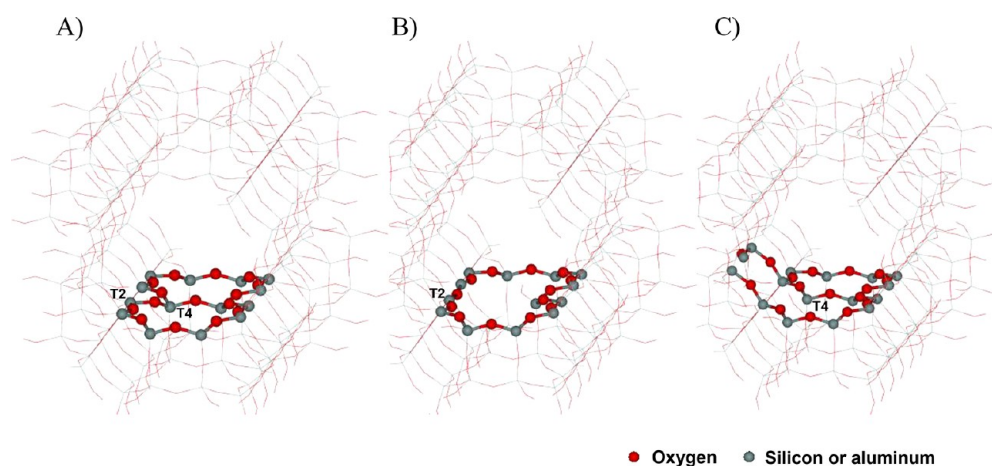 A) B) C)
T2 T4
T2
T4
Oxygen Silicon or aluminum